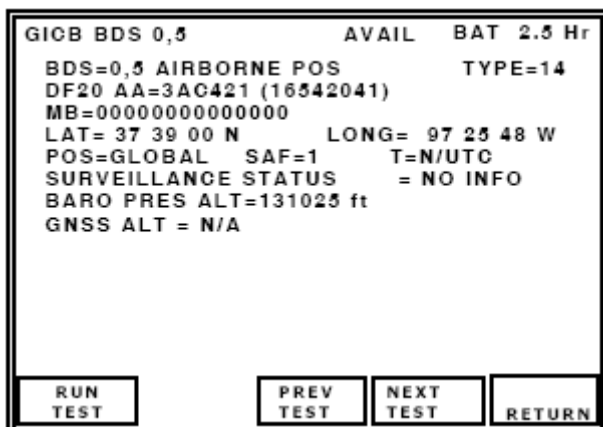 GICB BDS 0,5 AVAIL BAT 2.5 Hr
BDS=0,5 AIRBORNE POS TYPE=14
DF20 AA=3AC421 (16542041)
MB=00000000000000
LAT= 37 39 00 N LONG= 97 25 48 W
POS=GLOBAL SAF=1 T=N/UTC
SURVEILLANCE STATUS = NO INFO
BARO PRES ALT=131025 ft
GNSS ALT = N/A
RUN TEST
PREV TEST
NEXT TEST
RETURN